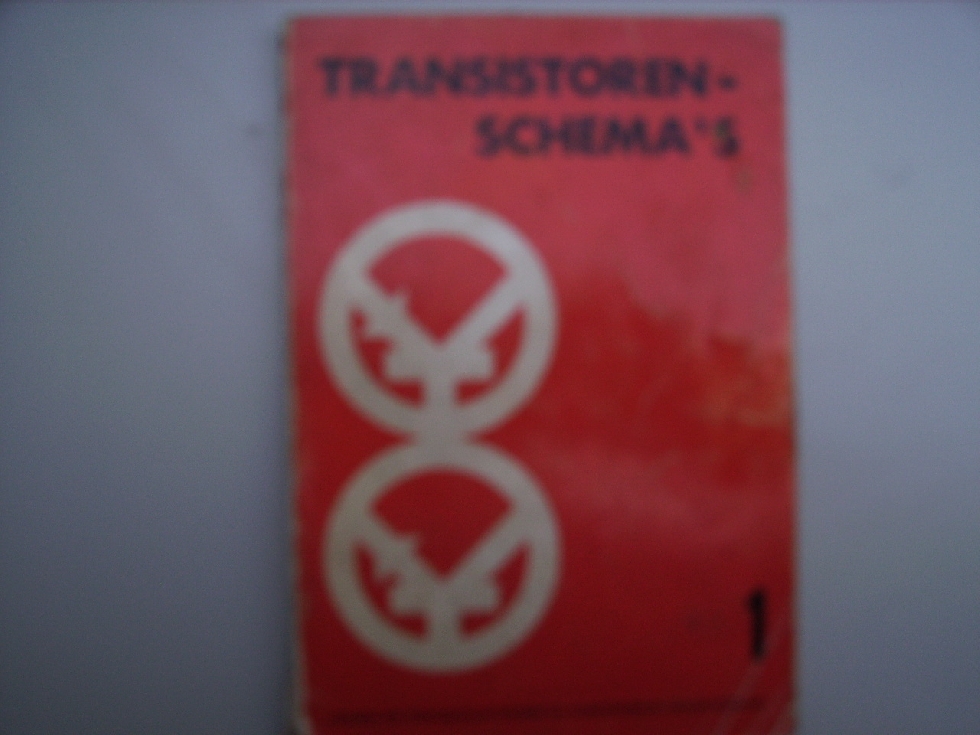 TRANSISTOREN-
SCHEMA'S
1